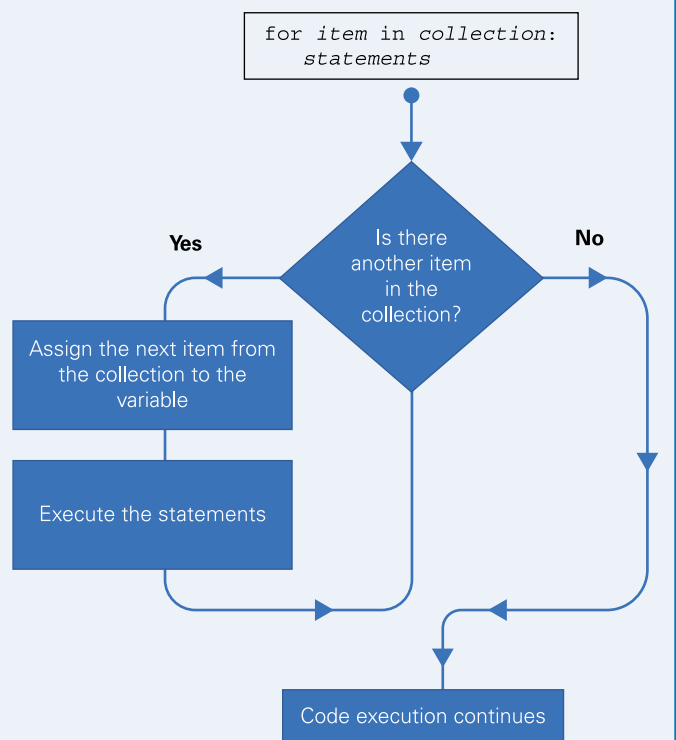 for item in collection:
statements
Is there
another item
in the
collection?
Yes
No
Assign the next item from
the collection to the
variable
Execute the statements
Code execution continues